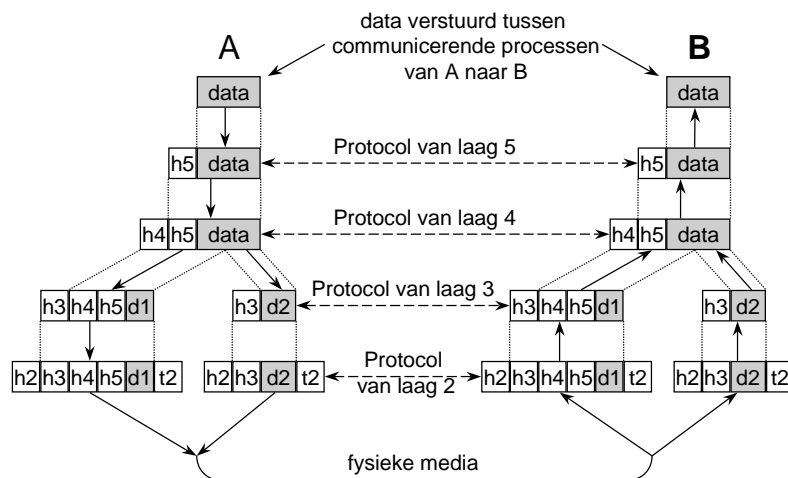 data verstuurd tussen
A communicerende processen B
van A naar B
data data
Protocol van laag 5
h5 data h5 data
Protocol van laag 4
h4 h5 data h4 h5 data
Protocol van laag 3
h3 h4 h5 d1 h3 d2 h3 h4 h5 d1 h3 d2
Protocol
h2 h3 h4 h5 d1 t2 h2 h3 d2 t2 h2 h3 h4 h5 d1 t2 h2 h3 d2 t2
van laag 2
fysieke media